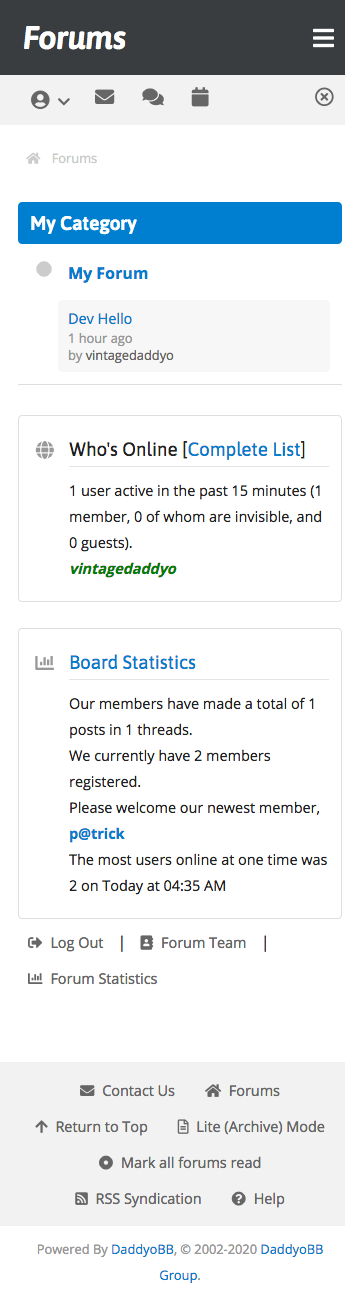 Forums
Forums
My Category
My Forum
Dev Hello
1 hour ago
by vintagedaddyo
Who's Online [Complete List]
1 user active in the past 15 minutes (1
member, 0 of whom are invisible, and
0 guests).
vintagedaddyo
Board Statistics
Our members have made a total of 1
posts in 1 threads.
We currently have 2 members
registered.
Please welcome our newest member,
p@trick
The most users online at one time was
2 on Today at 04:35 AM
Log Out | Forum Team |
Forum Statistics
Contact Us Forums
Return to Top Lite (Archive) Mode
Mark all forums read
RSS Syndication Help
Powered By DaddyoBB, © 2002-2020 DaddyoBB
Group.